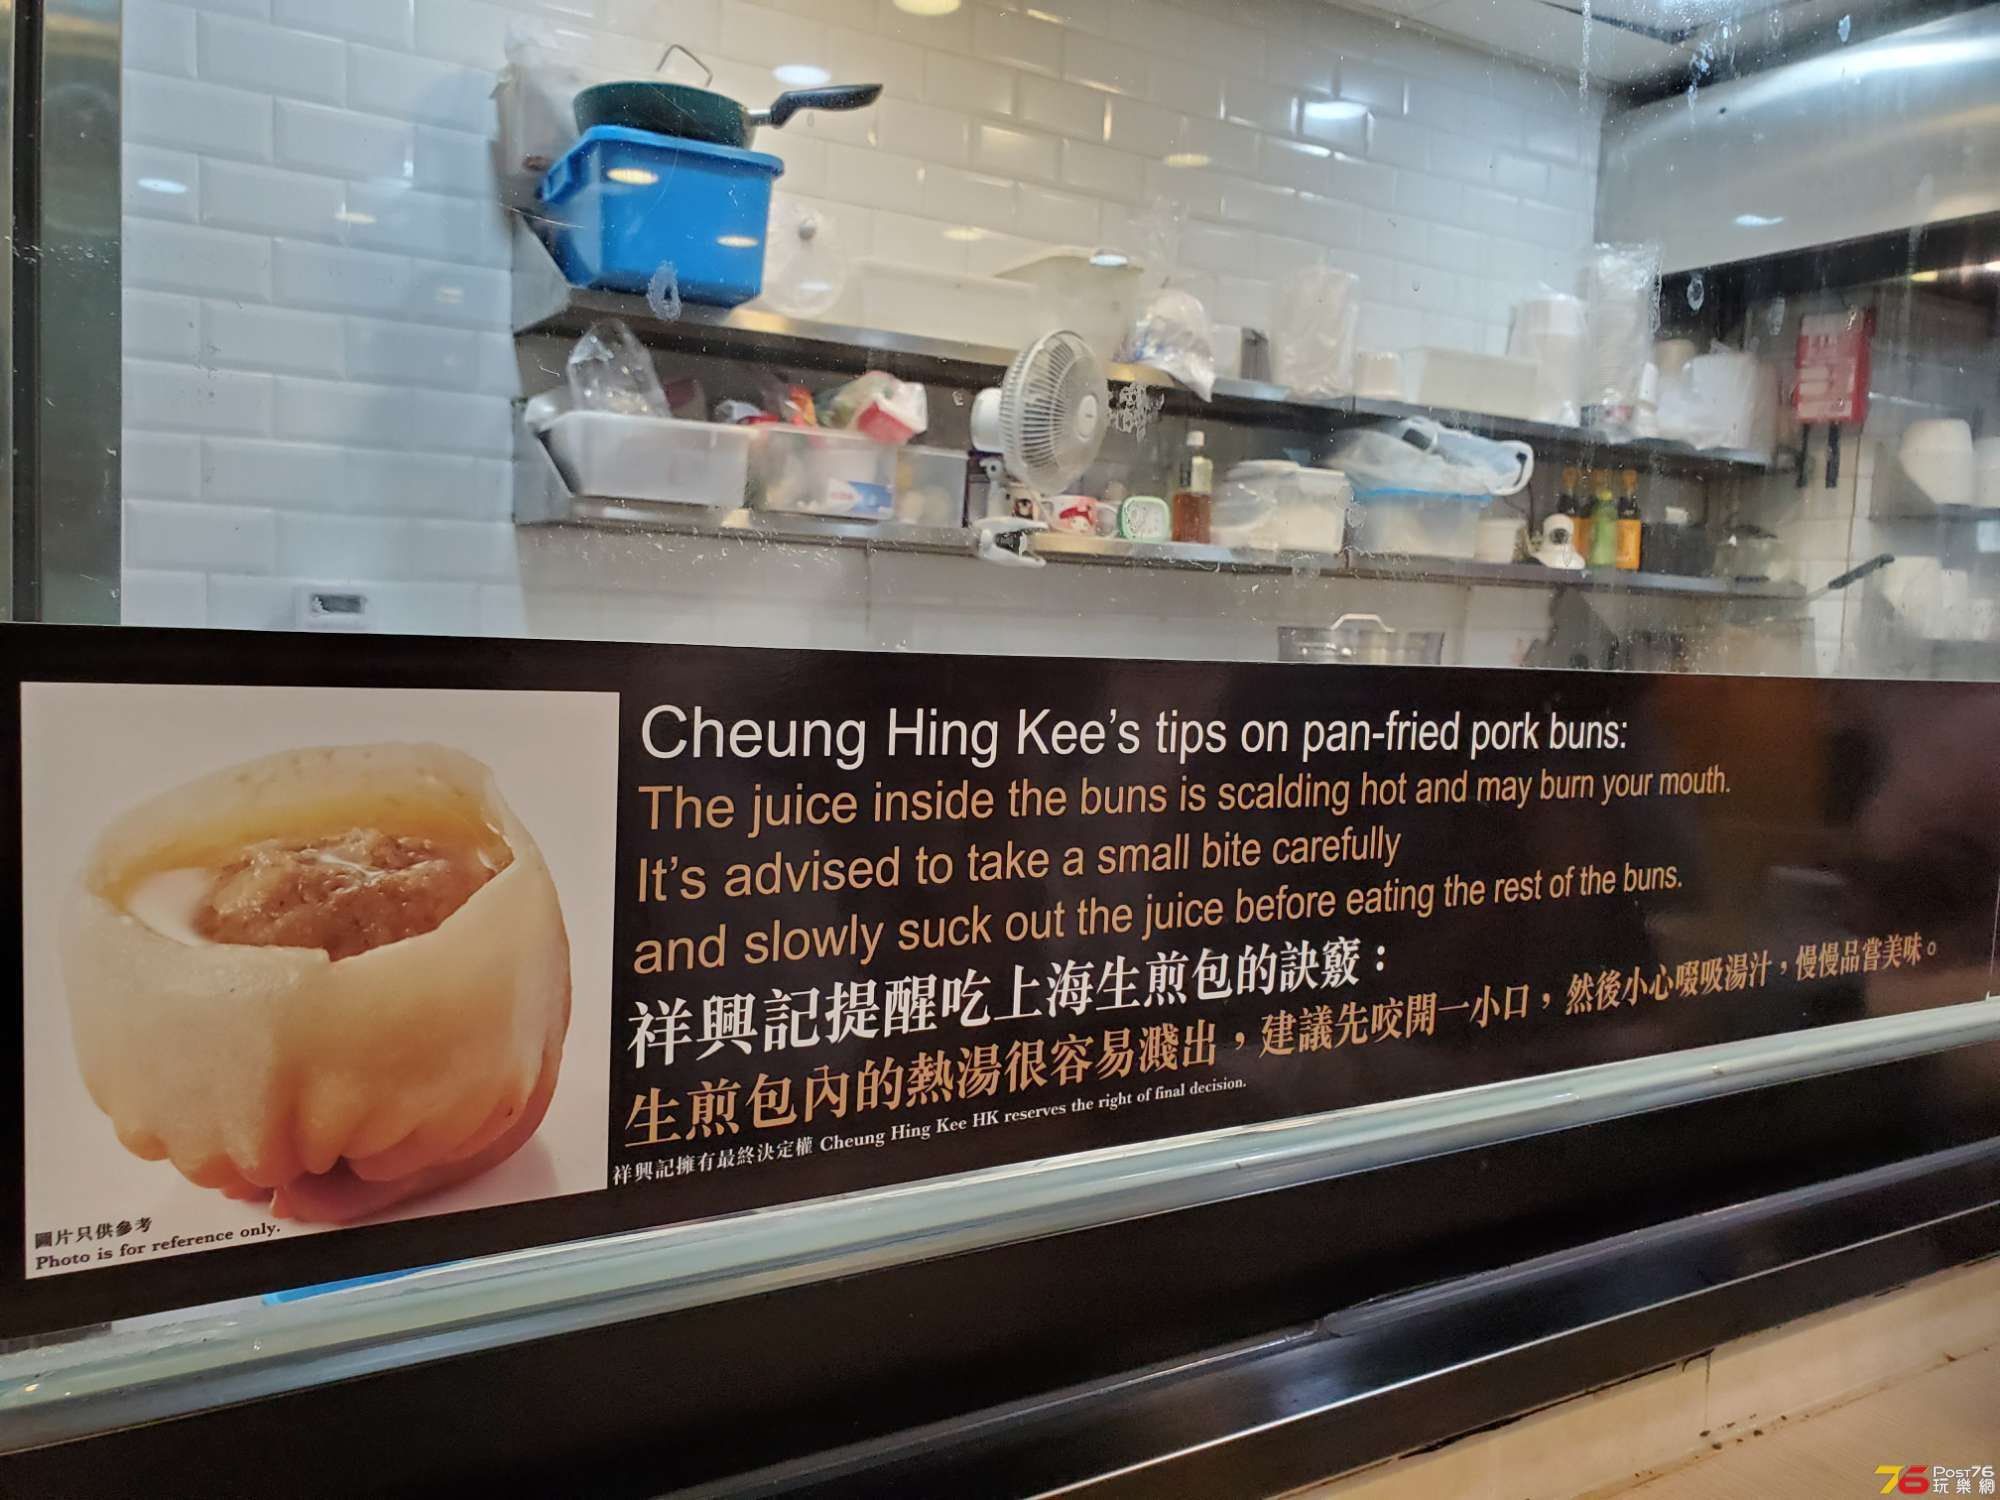 Cheung Hing Kee's tips on pan-fried pork buns:
The juice inside the buns is scalding hot and may burn your mouth.
It's advised to take a small bite carefully
and slowly suck out the juice before eating the rest of the buns.
祥興記提醒吃上海生煎包的訣竅：
生煎包內的熱湯很容易濺出，建議先咬開一小口，然後小心啜吸湯汁，慢慢品嘗美味。
祥興記擁有最終決定權 Cheung Hing Kee HK reserves the right of final decision.
圖片只供參考
Photo is for reference only.
76 Post76
玩樂網